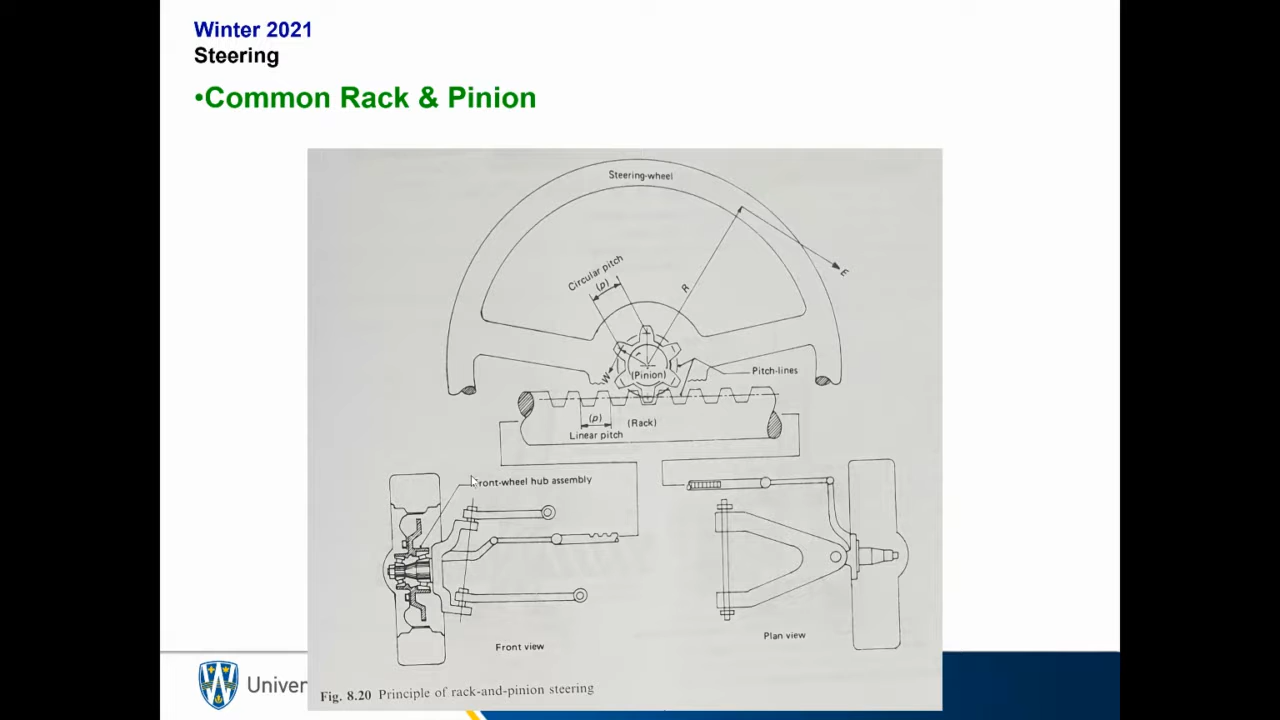 Winter 2021
Steering
•Common Rack & Pinion
Steering-wheel
Circular pitch
(p)
R
E
r
W
(Pinion)
Pitch-lines
(p)
(Rack)
Linear pitch
Front-wheel hub assembly
Front view
Plan view
Univer
Fig. 8.20 Principle of rack-and-pinion steering